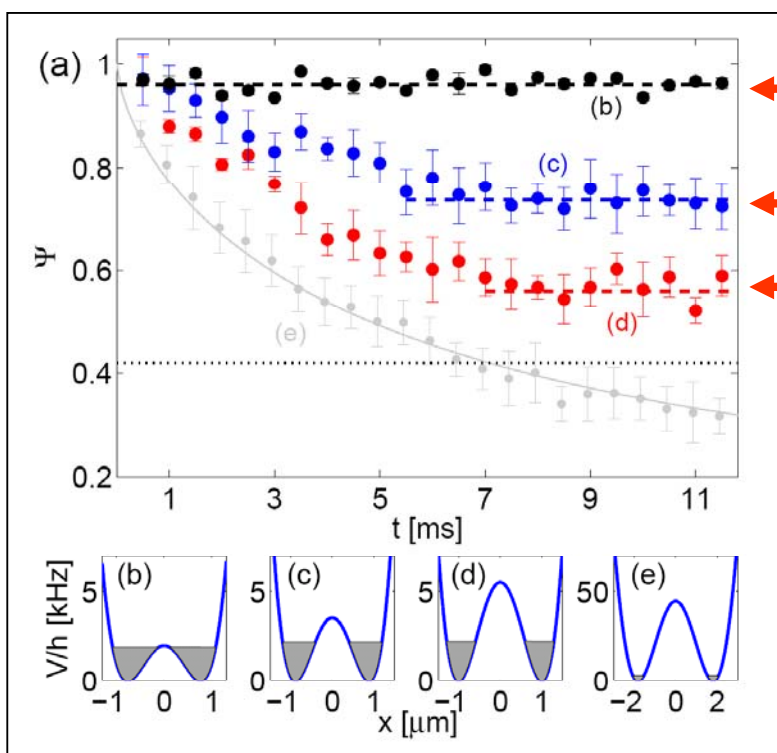 (a)
1
0.8
0.6
0.4
0.2
Ψ
(b)
(c)
(d)
(e)
1 3 5 7 9 11
t [ms]
(b) (c) (d) (e)
V/h [kHz]
5 5 5 50
0 0 0 0
−1 0 1 −1 0 1 −1 0 1 −2 0 2
x [μm]